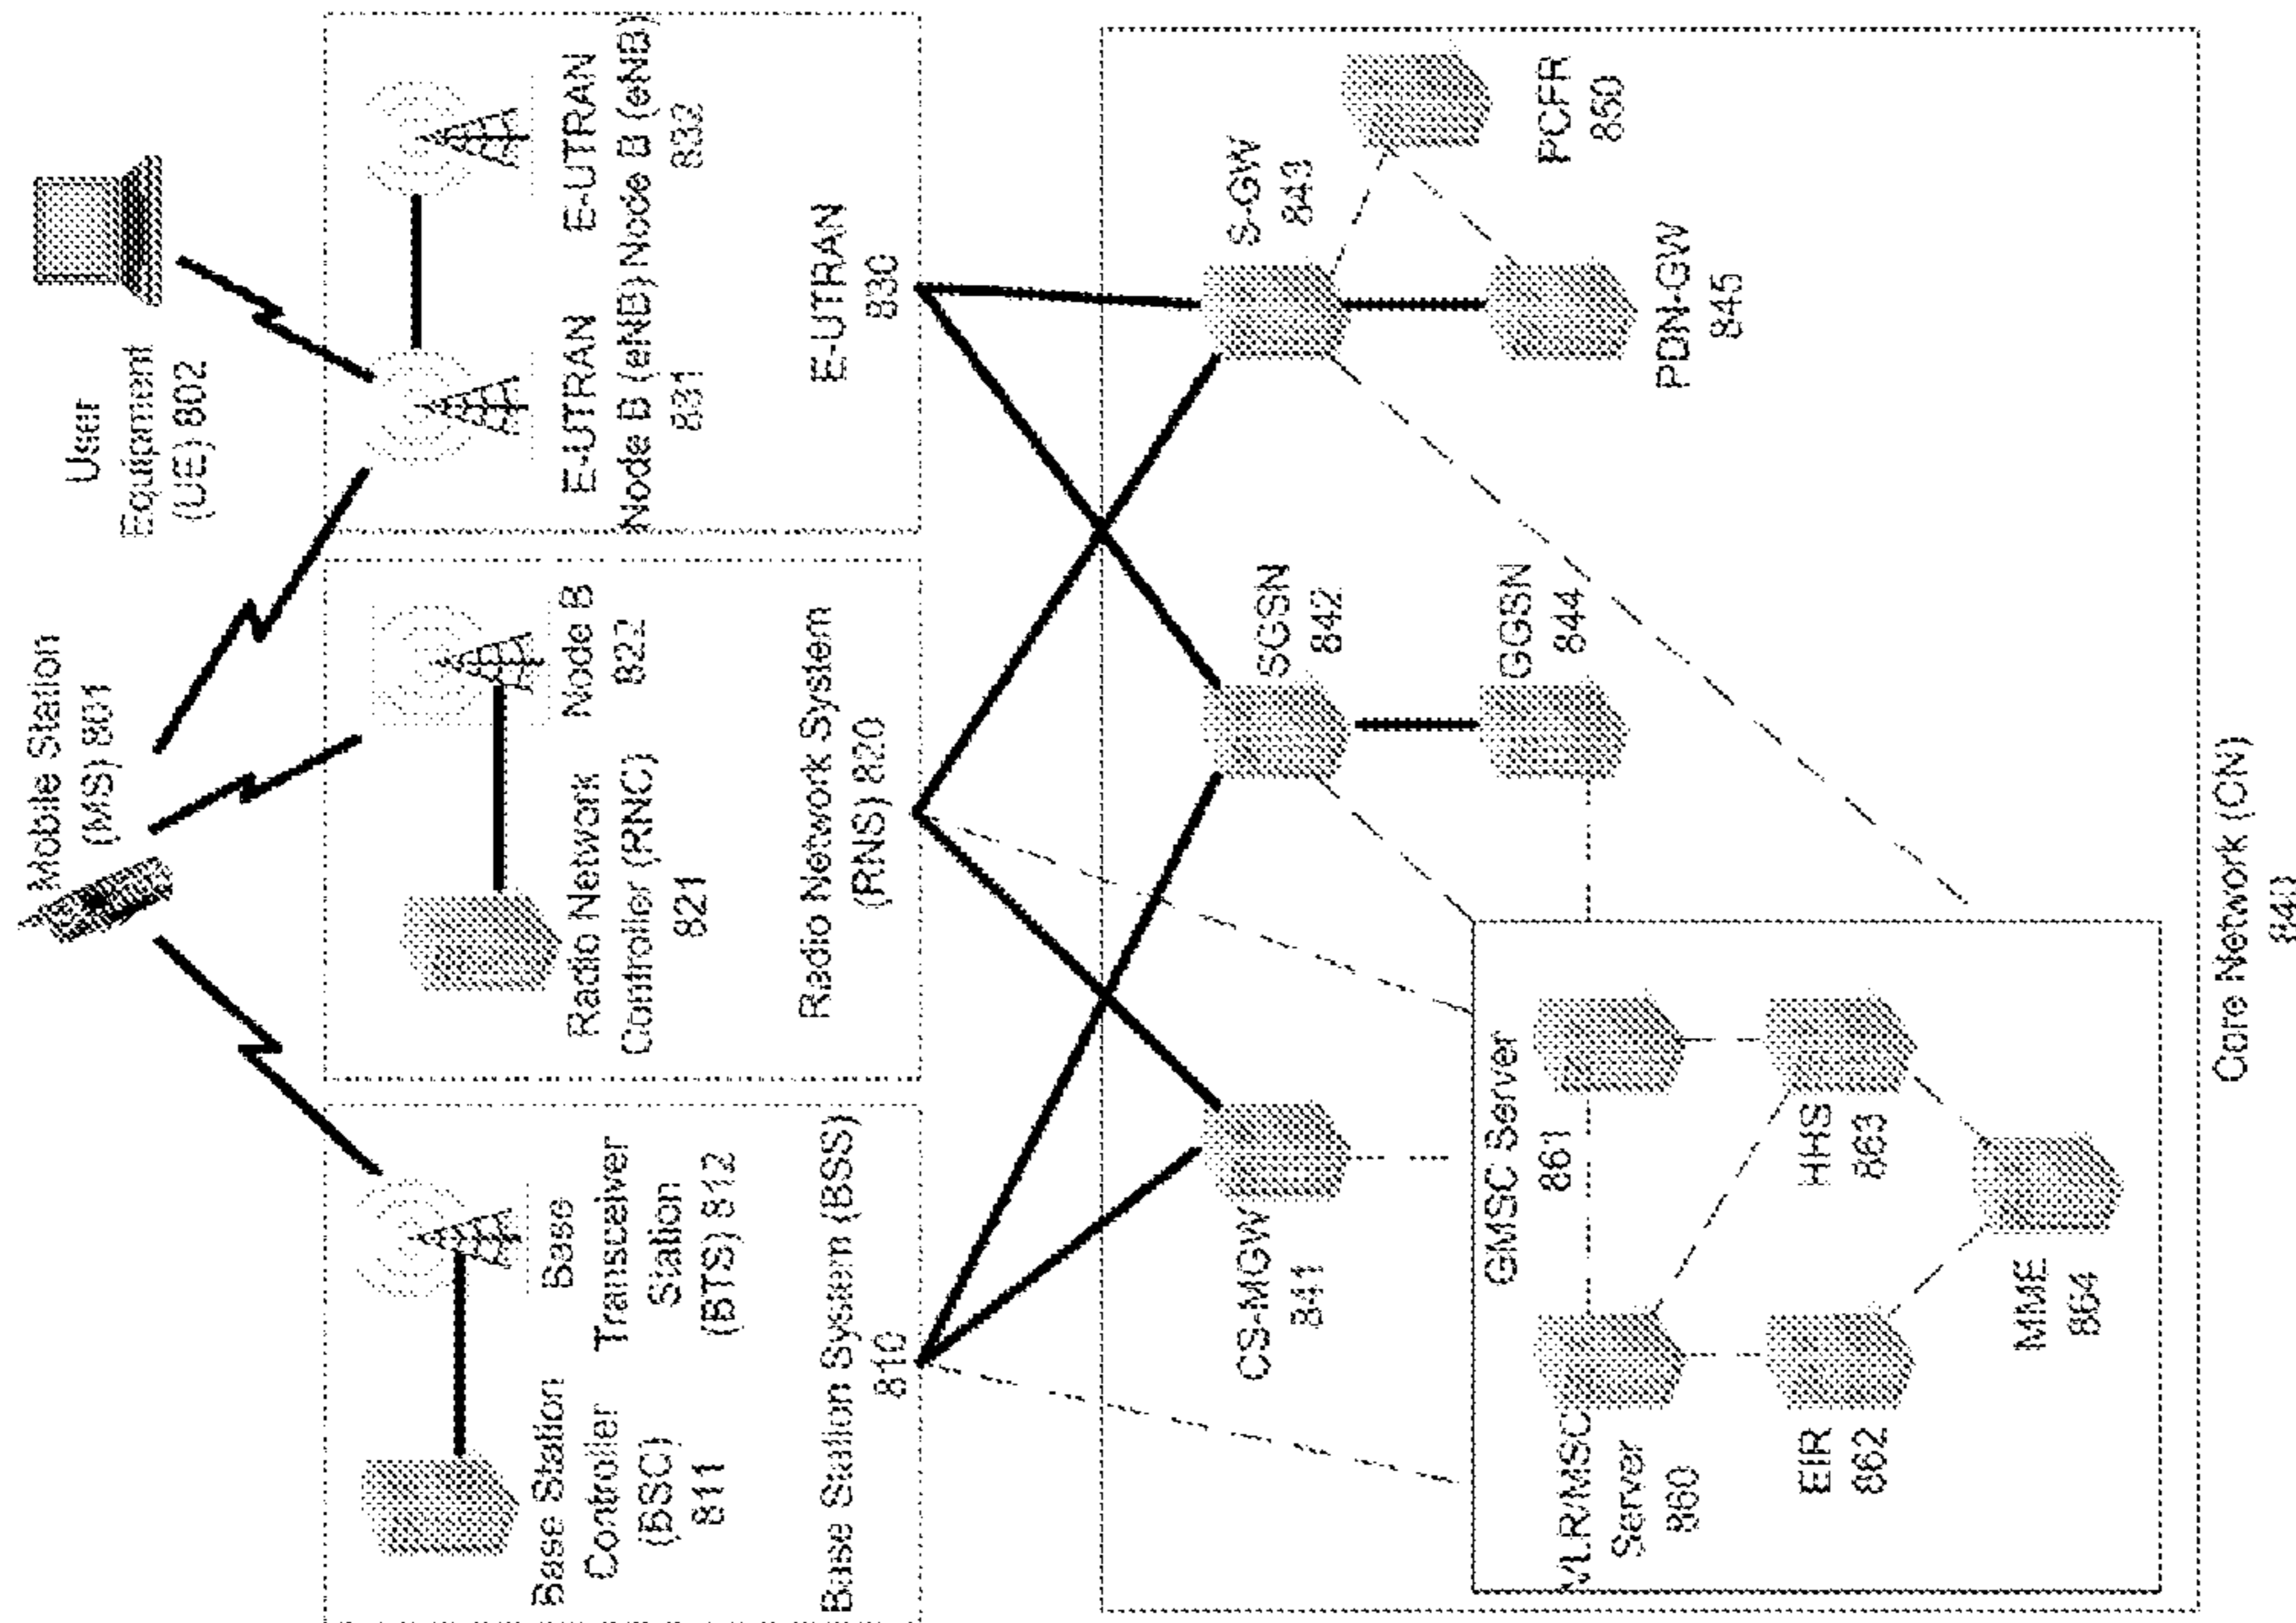 Mobile Station
(MS) 801
User
Equipment
(UE) 802
Base Station
Controller
(BSC)
811
Base
Transceiver
Station
(BTS) 812
Base Station System (BSS)
810
Radio Network
Controller (RNC)
821
Node B
822
Radio Network System
(RNS) 820
E-UTRAN
Node B (eNB)
831
E-UTRAN
Node B (eNB)
832
E-UTRAN
830
CS-MGW
841
SGSN
842
S-GW
843
GGSN
844
PDN-GW
845
PCFR
850
VLR/MSC
Server
860
GMSC Server
861
EIR
862
HHS
863
MME
864
Core Network (CN)
840